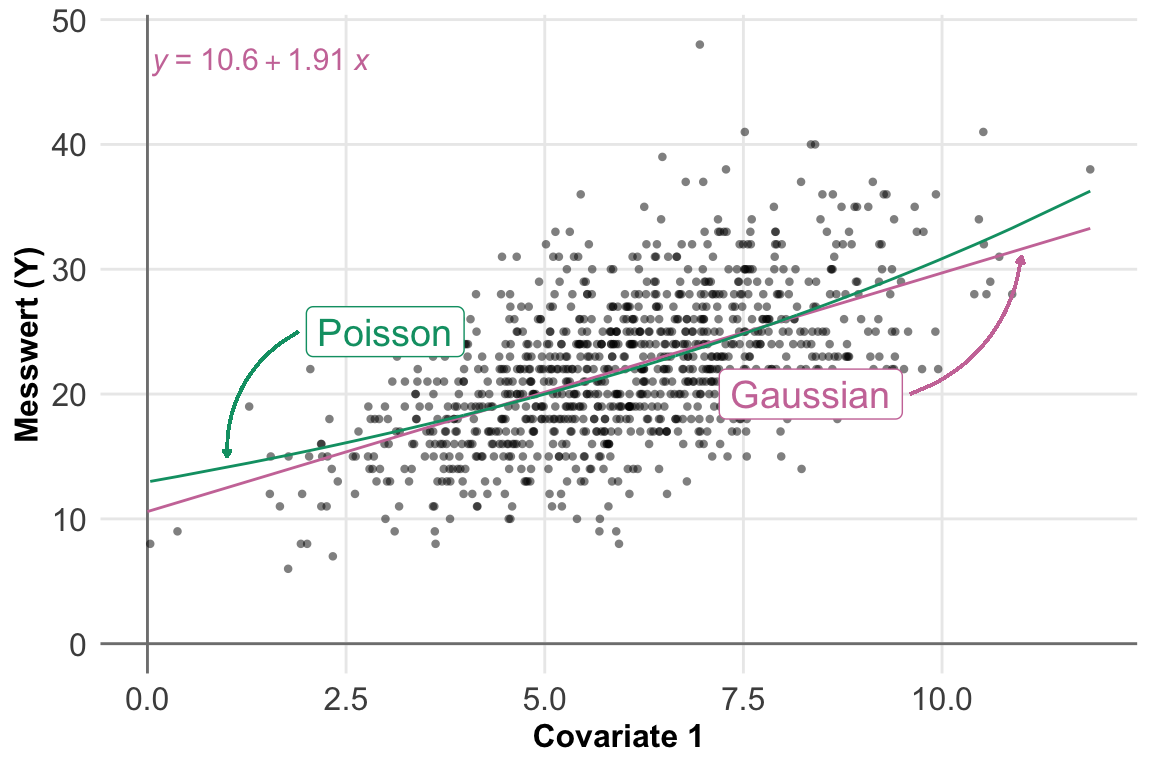 50
y = 10.6 + 1.91 x
40
30
Poisson
20
Gaussian
10
0
Messwert (Y)
0.0 2.5 5.0 7.5 10.0
Covariate 1